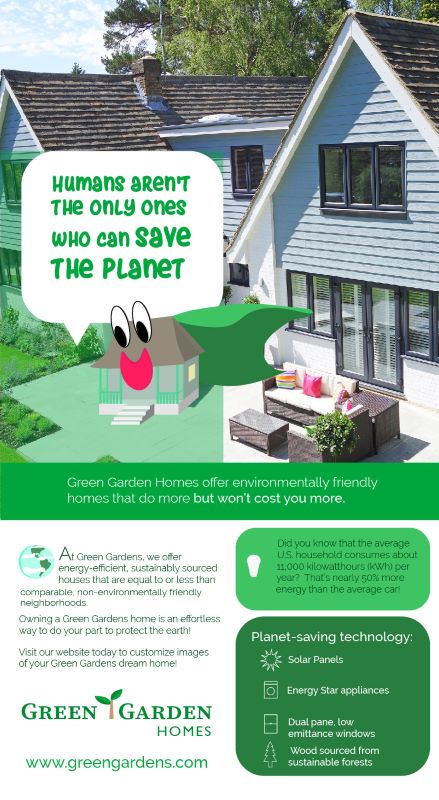 Humans aren't
the only ones
who can save
the planet
Green Garden Homes offer environmentally friendly
homes that do more but won't cost you more.
At Green Gardens, we offer
energy-efficient, sustainably sourced
houses that are equal to or less than
comparable, non-environmentally friendly
neighborhoods.
Owning a Green Gardens home is an effortless
way to do your part to protect the earth!
Visit our website today to customize images
of your Green Gardens dream home!
GREEN GARDEN
HOMES
www.greengardens.com
Did you know that the average
U.S. household consumes about
11,000 kilowatthours (kWh) per
year? That's nearly 50% more
energy than the average car!
Planet-saving technology:
Solar Panels
Energy Star appliances
Dual pane, low
emittance windows
Wood sourced from
sustainable forests